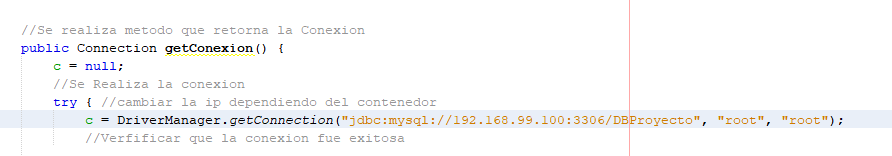 //Se realiza metodo que retorna la Conexion
public Connection getConexion() {
c = null;
//Se Realiza la conexion
try { //cambiar la ip dependiendo del contenedor
c = DriverManager.getConnection("jdbc:mysql://192.168.99.100:3306/DBProyecto", "root", "root");
//Verfificar que la conexion fue exitosa